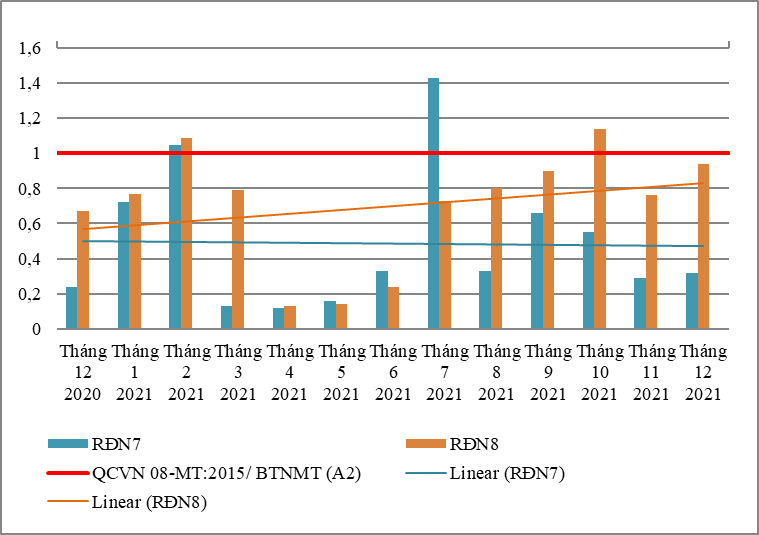 1,6
1,4
1,2
1
0,8
0,6
0,4
0,2
0
Tháng 12 2020
Tháng 1 2021
Tháng 2 2021
Tháng 3 2021
Tháng 4 2021
Tháng 5 2021
Tháng 6 2021
Tháng 7 2021
Tháng 8 2021
Tháng 9 2021
Tháng 10 2021
Tháng 11 2021
Tháng 12 2021
RĐN7
RĐN8
QCVN 08-MT:2015/ BTNMT (A2)
Linear (RĐN7)
Linear (RĐN8)